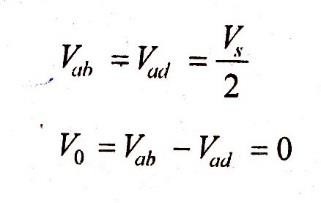 V_ab = V_ad = V_s / 2
V_0 = V_ab − V_ad = 0